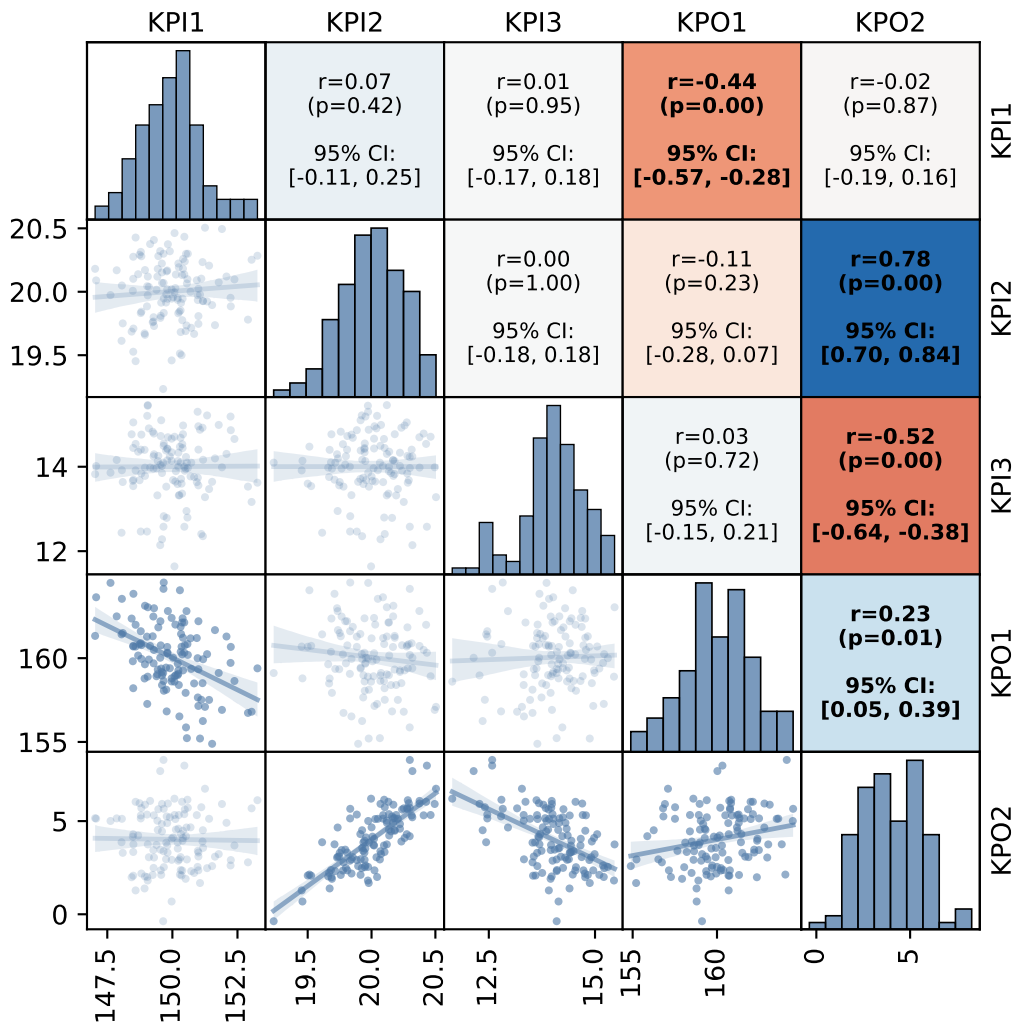 KPI1 KPI2 KPI3 KPO1 KPO2
r=0.07 r=0.01 r=-0.44 r=-0.02
(p=0.42) (p=0.95) (p=0.00) (p=0.87)
95% CI: 95% CI: 95% CI: 95% CI:
[-0.11, 0.25] [-0.17, 0.18] [-0.57, -0.28] [-0.19, 0.16]
KPI1
20.5
20.0
19.5
r=0.00 r=-0.11 r=0.78
(p=1.00) (p=0.23) (p=0.00)
95% CI: 95% CI: 95% CI:
[-0.18, 0.18] [-0.28, 0.07] [0.70, 0.84]
KPI2
14
12
r=0.03 r=-0.52
(p=0.72) (p=0.00)
95% CI: 95% CI:
[-0.15, 0.21] [-0.64, -0.38]
KPI3
160
155
r=0.23
(p=0.01)
95% CI:
[0.05, 0.39]
KPO1
5
0
KPO2
147.5 150.0 152.5 19.5 20.0 20.5 12.5 15.0 155 160 0 5